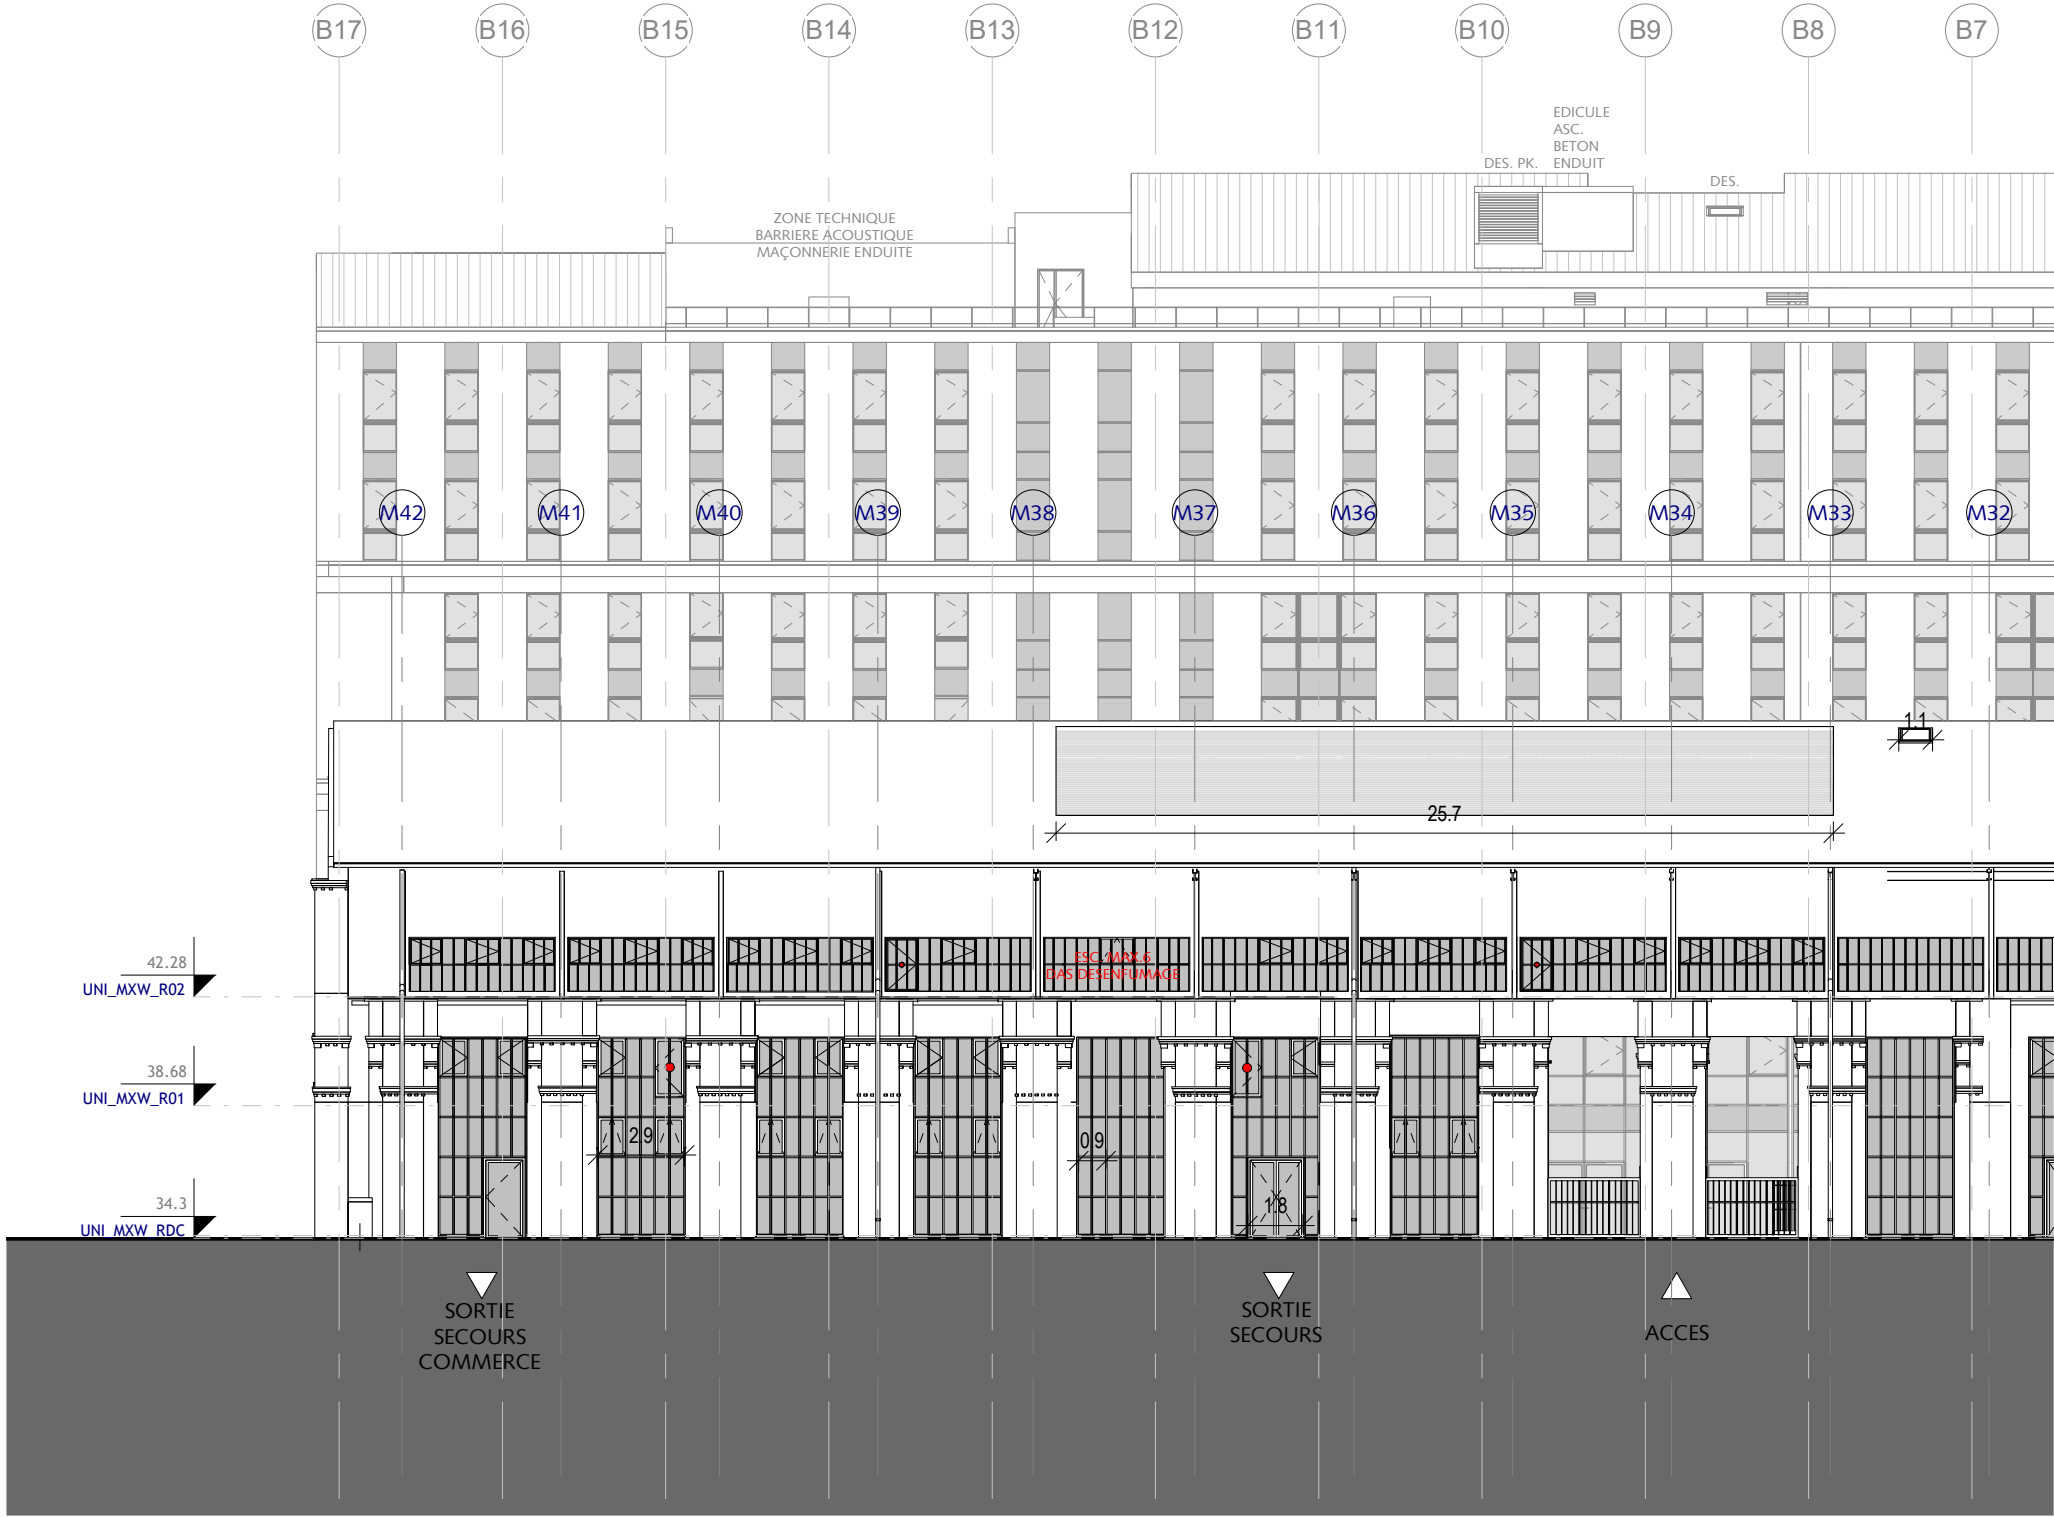 B17
B16
B15
B14
B13
B12
B11
B10
B9
B8
B7
EDICULE
ASC.
BETON
ENDUIT
DES. PK.
DES.
ZONE TECHNIQUE
BARRIERE ACOUSTIQUE
MAÇONNERIE ENDUITE
M42
M41
M40
M39
M38
M37
M36
M35
M34
M33
M32
1.1
25.7
ESC. MAX.6
DAS DESENFUMAGE
42.28
UNI_MXW_R02
38.68
UNI_MXW_R01
2.9
0.9
1.8
34.3
UNI_MXW_RDC
SORTIE
SECOURS
COMMERCE
SORTIE
SECOURS
ACCES